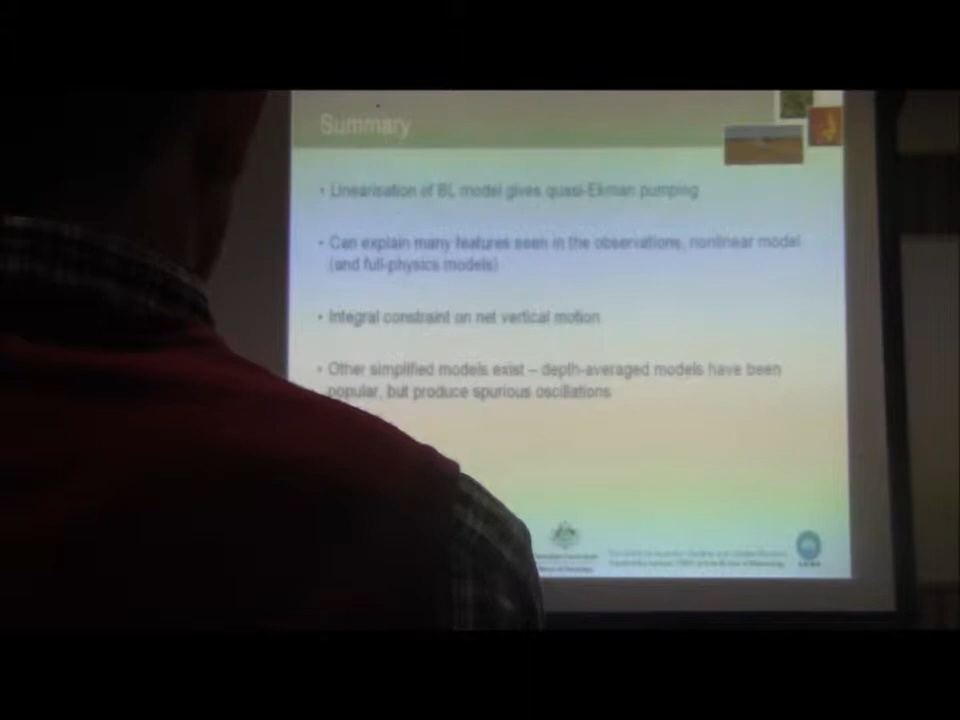 Summary
• Linearisation of BL model gives quasi-Ekman pumping
• Can explain many features seen in the observations, nonlinear model
(and full-physics models)
• Integral constraint on net vertical motion
• Other simplified models exist – depth-averaged models have been
popular, but produce spurious oscillations